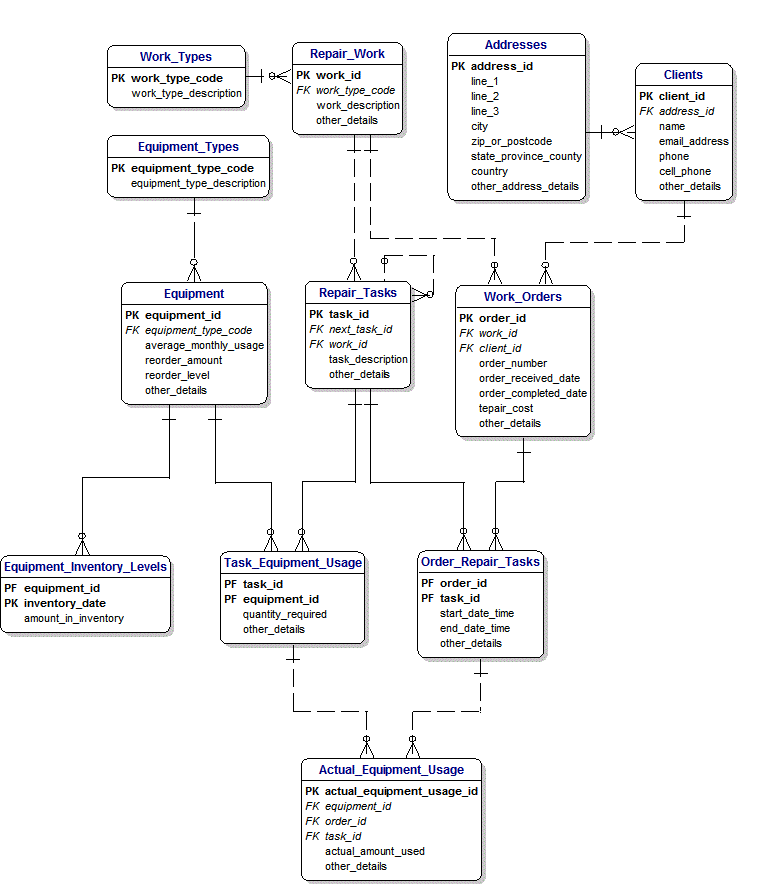 Work_Types
PK work_type_code
work_type_description
Repair_Work
PK work_id
FK work_type_code
work_description
other_details
Addresses
PK address_id
line_1
line_2
line_3
city
zip_or_postcode
state_province_county
country
other_address_details
Clients
PK client_id
FK address_id
name
email_address
phone
cell_phone
other_details
Equipment_Types
PK equipment_type_code
equipment_type_description
Equipment
PK equipment_id
FK equipment_type_code
average_monthly_usage
reorder_amount
reorder_level
other_details
Repair_Tasks
PK task_id
FK next_task_id
FK work_id
task_description
other_details
Work_Orders
PK order_id
FK work_id
FK client_id
order_number
order_received_date
order_completed_date
tepair_cost
other_details
Equipment_Inventory_Levels
PF equipment_id
PK inventory_date
amount_in_inventory
Task_Equipment_Usage
PF task_id
PF equipment_id
quantity_required
other_details
Order_Repair_Tasks
PF order_id
PF task_id
start_date_time
end_date_time
other_details
Actual_Equipment_Usage
PK actual_equipment_usage_id
FK equipment_id
FK order_id
FK task_id
actual_amount_used
other_details